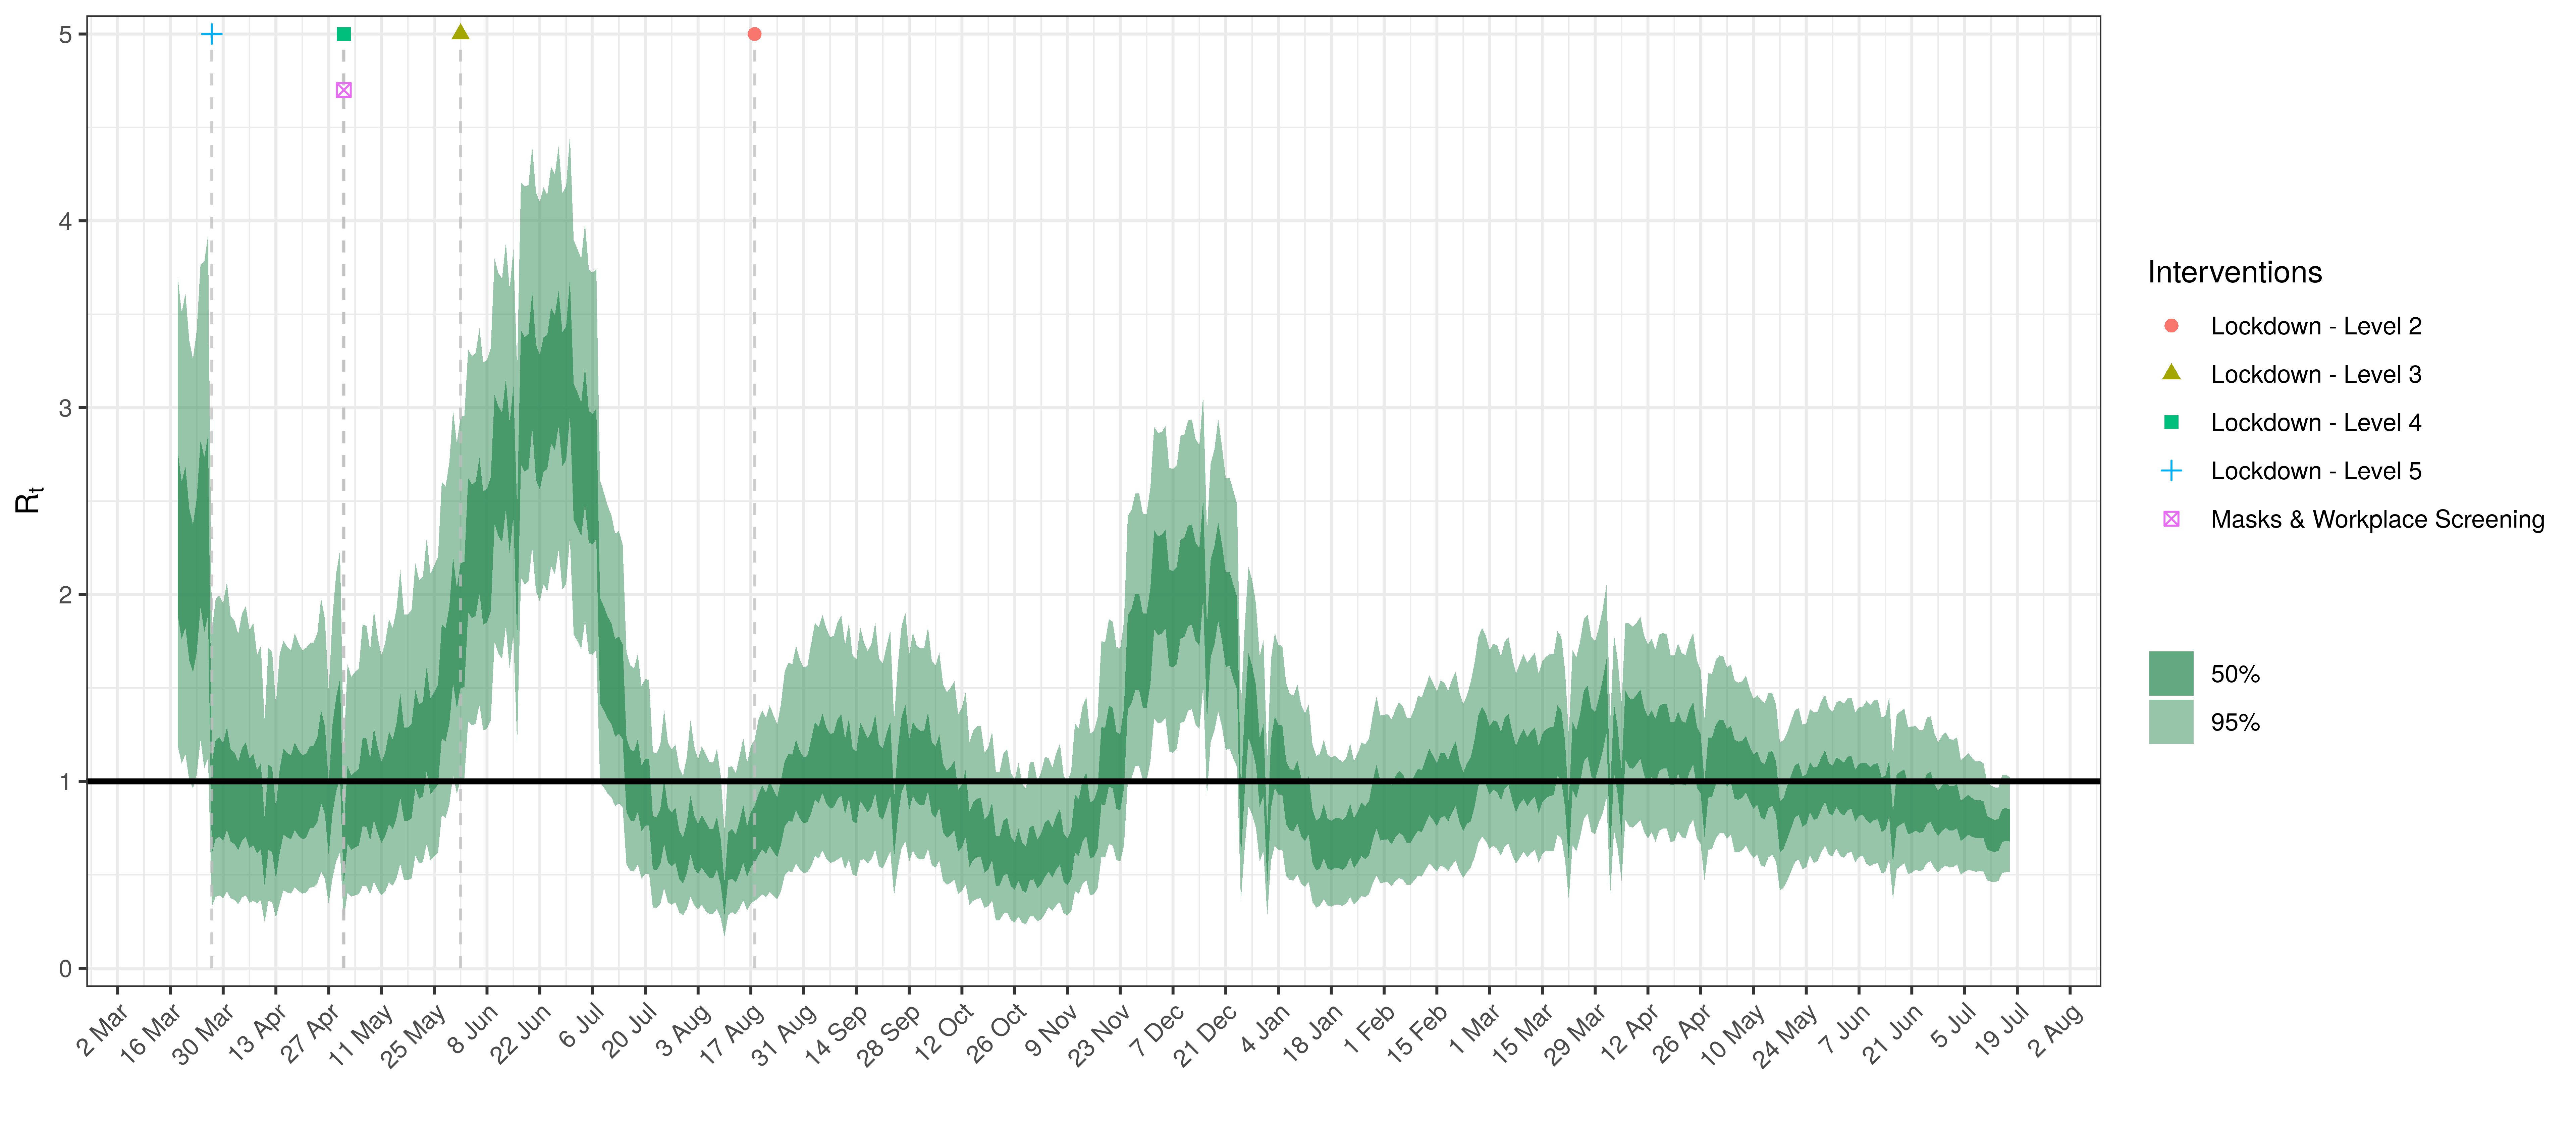 5
4
3
2
1
0
Rt
2 Mar
16 Mar
30 Mar
13 Apr
27 Apr
11 May
25 May
8 Jun
22 Jun
6 Jul
20 Jul
3 Aug
17 Aug
31 Aug
14 Sep
28 Sep
12 Oct
26 Oct
9 Nov
23 Nov
7 Dec
21 Dec
4 Jan
18 Jan
1 Feb
15 Feb
1 Mar
15 Mar
29 Mar
12 Apr
26 Apr
10 May
24 May
7 Jun
21 Jun
5 Jul
19 Jul
2 Aug
Interventions
Lockdown - Level 2
Lockdown - Level 3
Lockdown - Level 4
Lockdown - Level 5
Masks & Workplace Screening
50%
95%